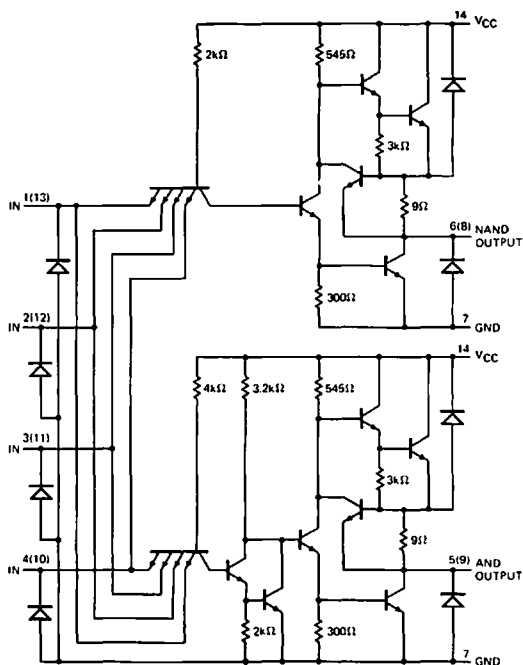 14
VCC
2kΩ
545Ω
3kΩ
1(13)
IN
9Ω
6(8) NAND
OUTPUT
300Ω
2(12)
IN
7
GND
14
VCC
4kΩ
3.2kΩ
545Ω
3(11)
IN
3kΩ
9Ω
4(10)
IN
5(9) AND
OUTPUT
2kΩ
300Ω
7
GND